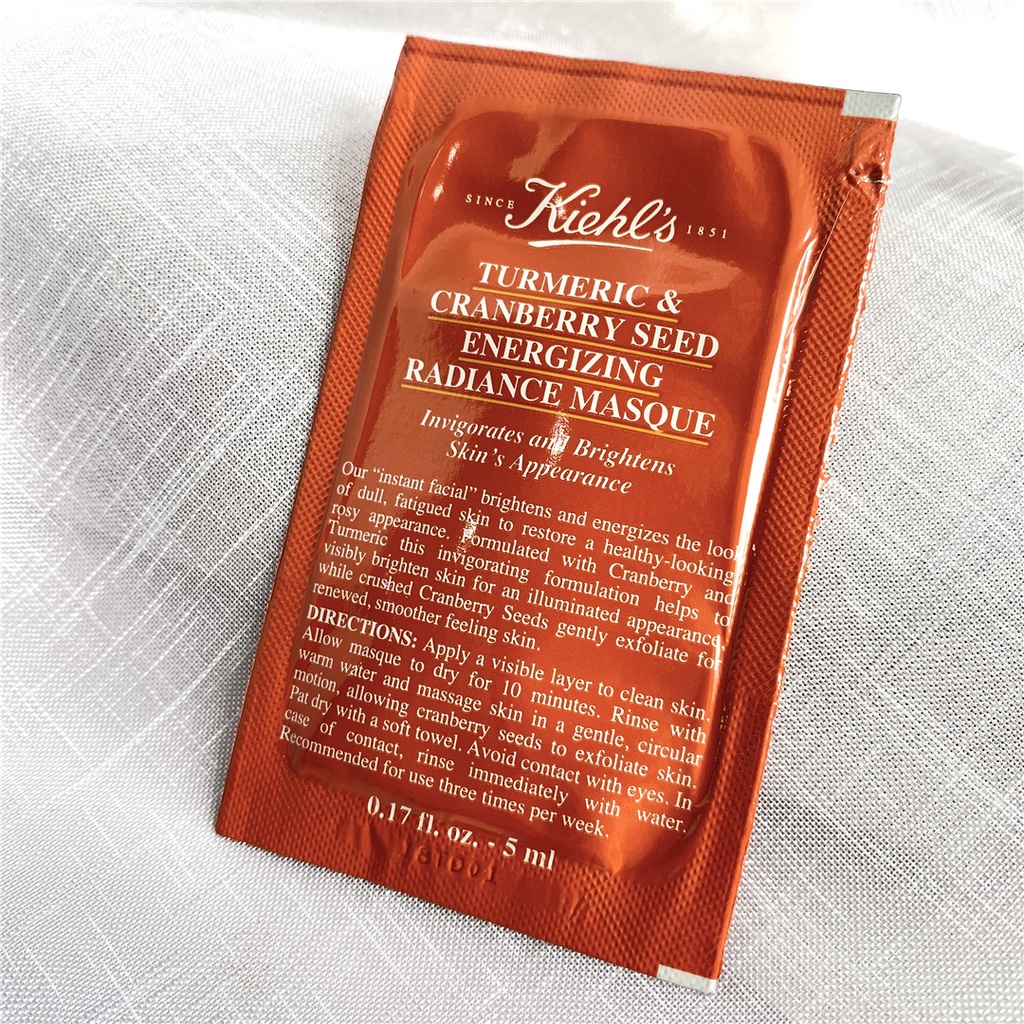 SINCE Kiehl's 1851
TURMERIC &
CRANBERRY SEED
ENERGIZING
RADIANCE MASQUE
Invigorates and Brightens
Skin's Appearance
Our “instant facial” brightens and energizes the look
of dull, fatigued skin to restore a healthy-looking
rosy appearance. Formulated with Cranberry and
Turmeric this invigorating formulation helps to
visibly brighten skin for an illuminated appearance,
while crushed Cranberry Seeds gently exfoliate for
renewed, smoother feeling skin.
DIRECTIONS: Apply a visible layer to clean skin.
Allow masque to dry for 10 minutes. Rinse with
warm water and massage skin in a gentle, circular
motion, allowing cranberry seeds to exfoliate skin.
Pat dry with a soft towel. Avoid contact with eyes. In
case of contact, rinse immediately with water.
Recommended for use three times per week.
0.17 fl. oz. - 5 ml